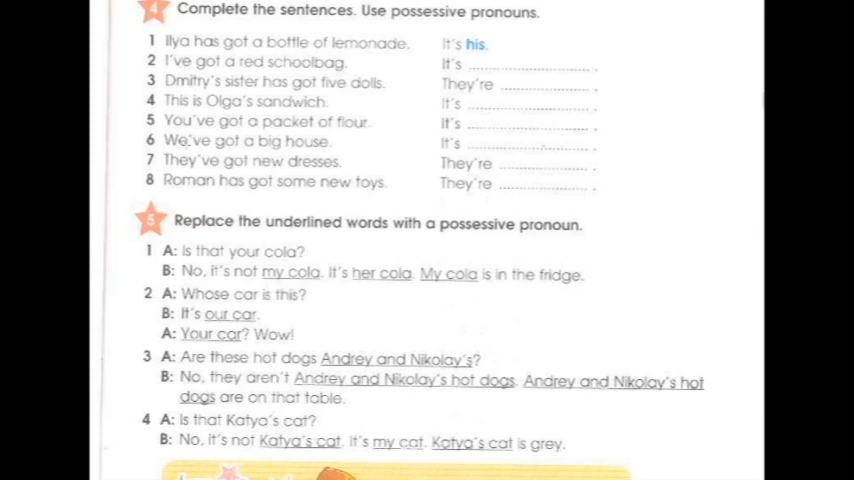 4 Complete the sentences. Use possessive pronouns.
1 Ilya has got a bottle of lemonade. It's his.
2 I've got a red schoolbag. It's .................... .
3 Dmitry's sister has got five dolls. They're .................... .
4 This is Olga's sandwich. It's .................... .
5 You've got a packet of flour. It's .................... .
6 We've got a big house. It's .................... .
7 They've got new dresses. They're .................... .
8 Roman has got some new toys. They're .................... .
5 Replace the underlined words with a possessive pronoun.
1 A: Is that your cola?
B: No, it's not my cola. It's her cola. My cola is in the fridge.
2 A: Whose car is this?
B: It's our car.
A: Your car? Wow!
3 A: Are these hot dogs Andrey and Nikolay's?
B: No, they aren't Andrey and Nikolay's hot dogs. Andrey and Nikolay's hot
dogs are on that table.
4 A: Is that Katya's cat?
B: No, it's not Katya's cat. It's my cat. Katya's cat is grey.